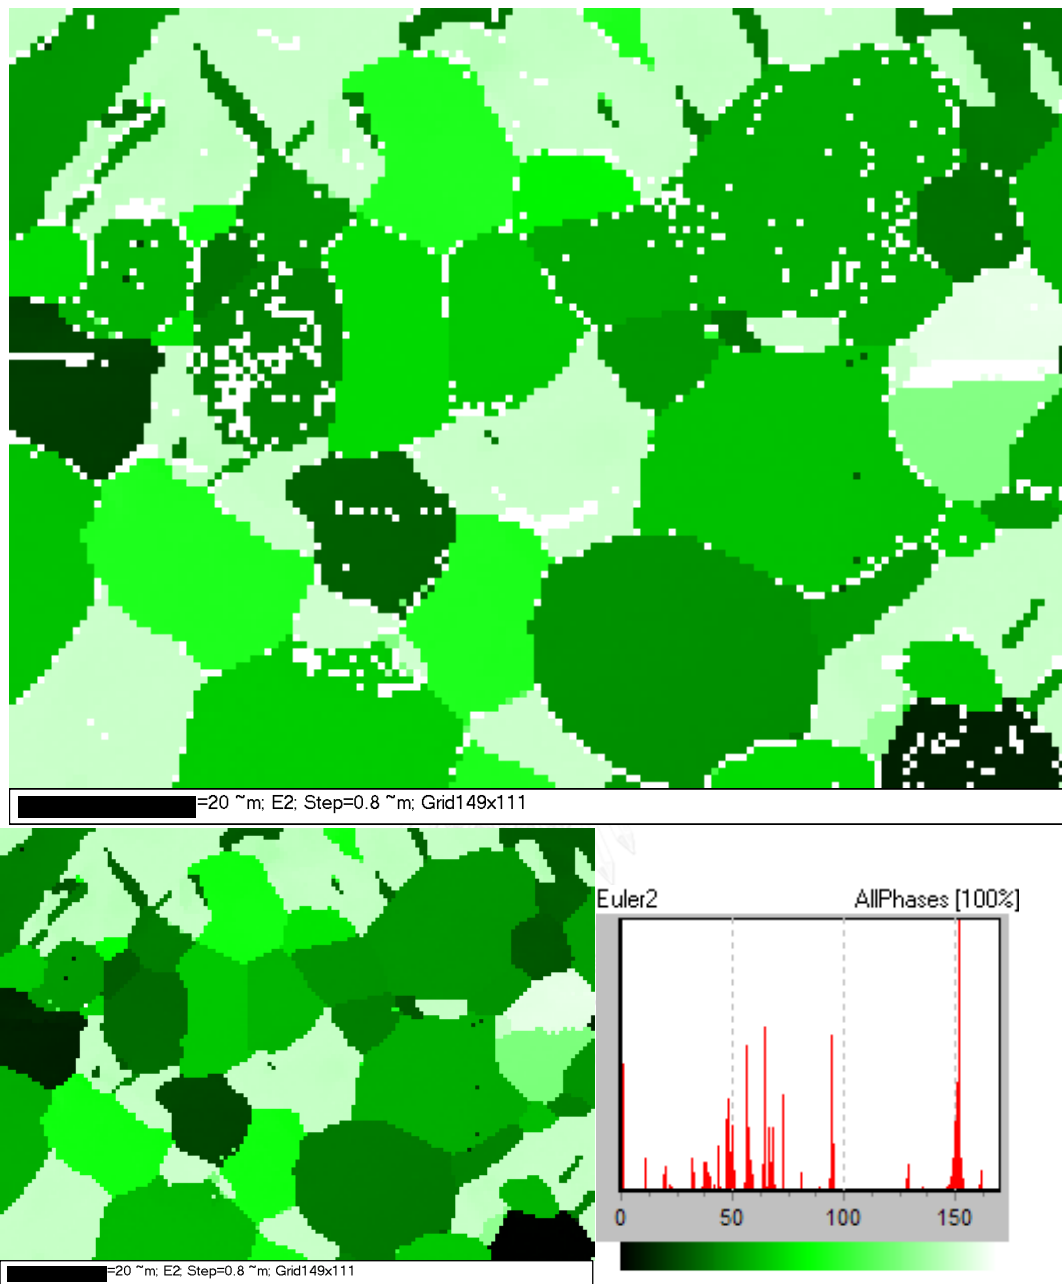 =20 ~m; E2; Step=0.8 ~m; Grid149x111
Euler2 AllPhases [100%]
0 50 100 150
=20 ~m; E2; Step=0.8 ~m; Grid149x111